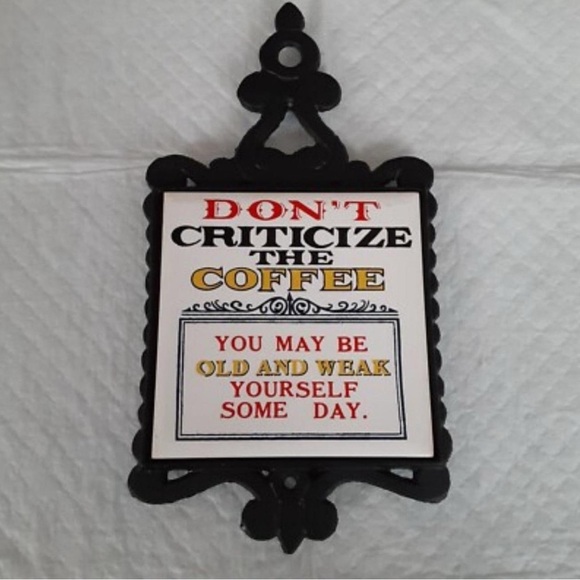 DON'T
CRITICIZE
THE
COFFEE
YOU MAY BE
OLD AND WEAK
YOURSELF
SOME DAY.